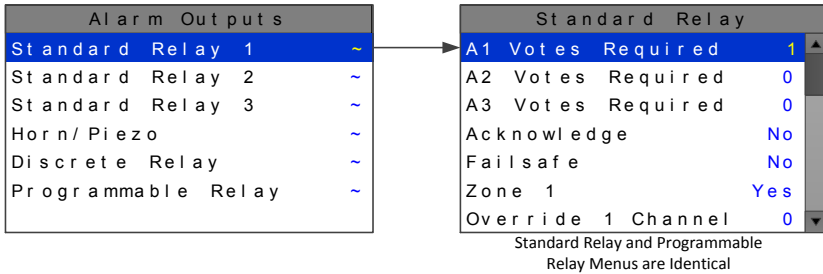 Alarm Outputs
Standard Relay 1 ~
Standard Relay 2 ~
Standard Relay 3 ~
Horn/Piezo ~
Discrete Relay ~
Programmable Relay ~
Standard Relay
A1 Votes Required 1
A2 Votes Required 0
A3 Votes Required 0
Acknowledge No
Failsafe No
Zone 1 Yes
Override 1 Channel 0
Standard Relay and Programmable
Relay Menus are Identical